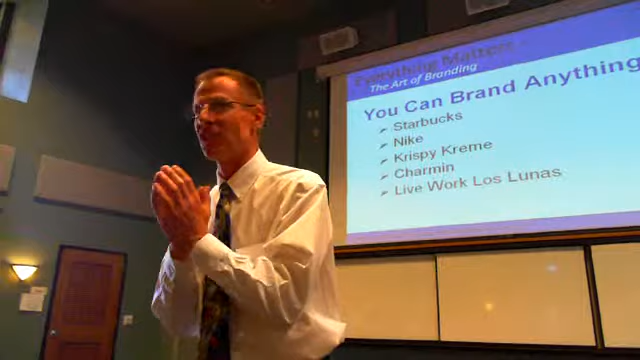 Everything Matters
The Art of Branding
You Can Brand Anything
Starbucks
Nike
Krispy Kreme
Charmin
Live Work Los Lunas